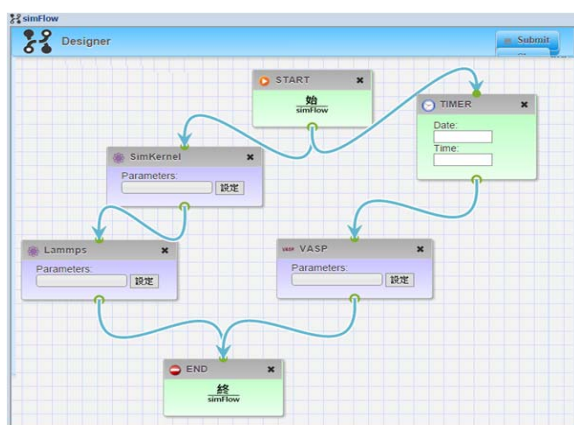 simFlow
Designer
Submit
START
始
simFlow
TIMER
Date:
Time:
SimKernel
Parameters:
設定
Lammps
Parameters:
設定
VASP
VASP
Parameters:
設定
END
終
simFlow